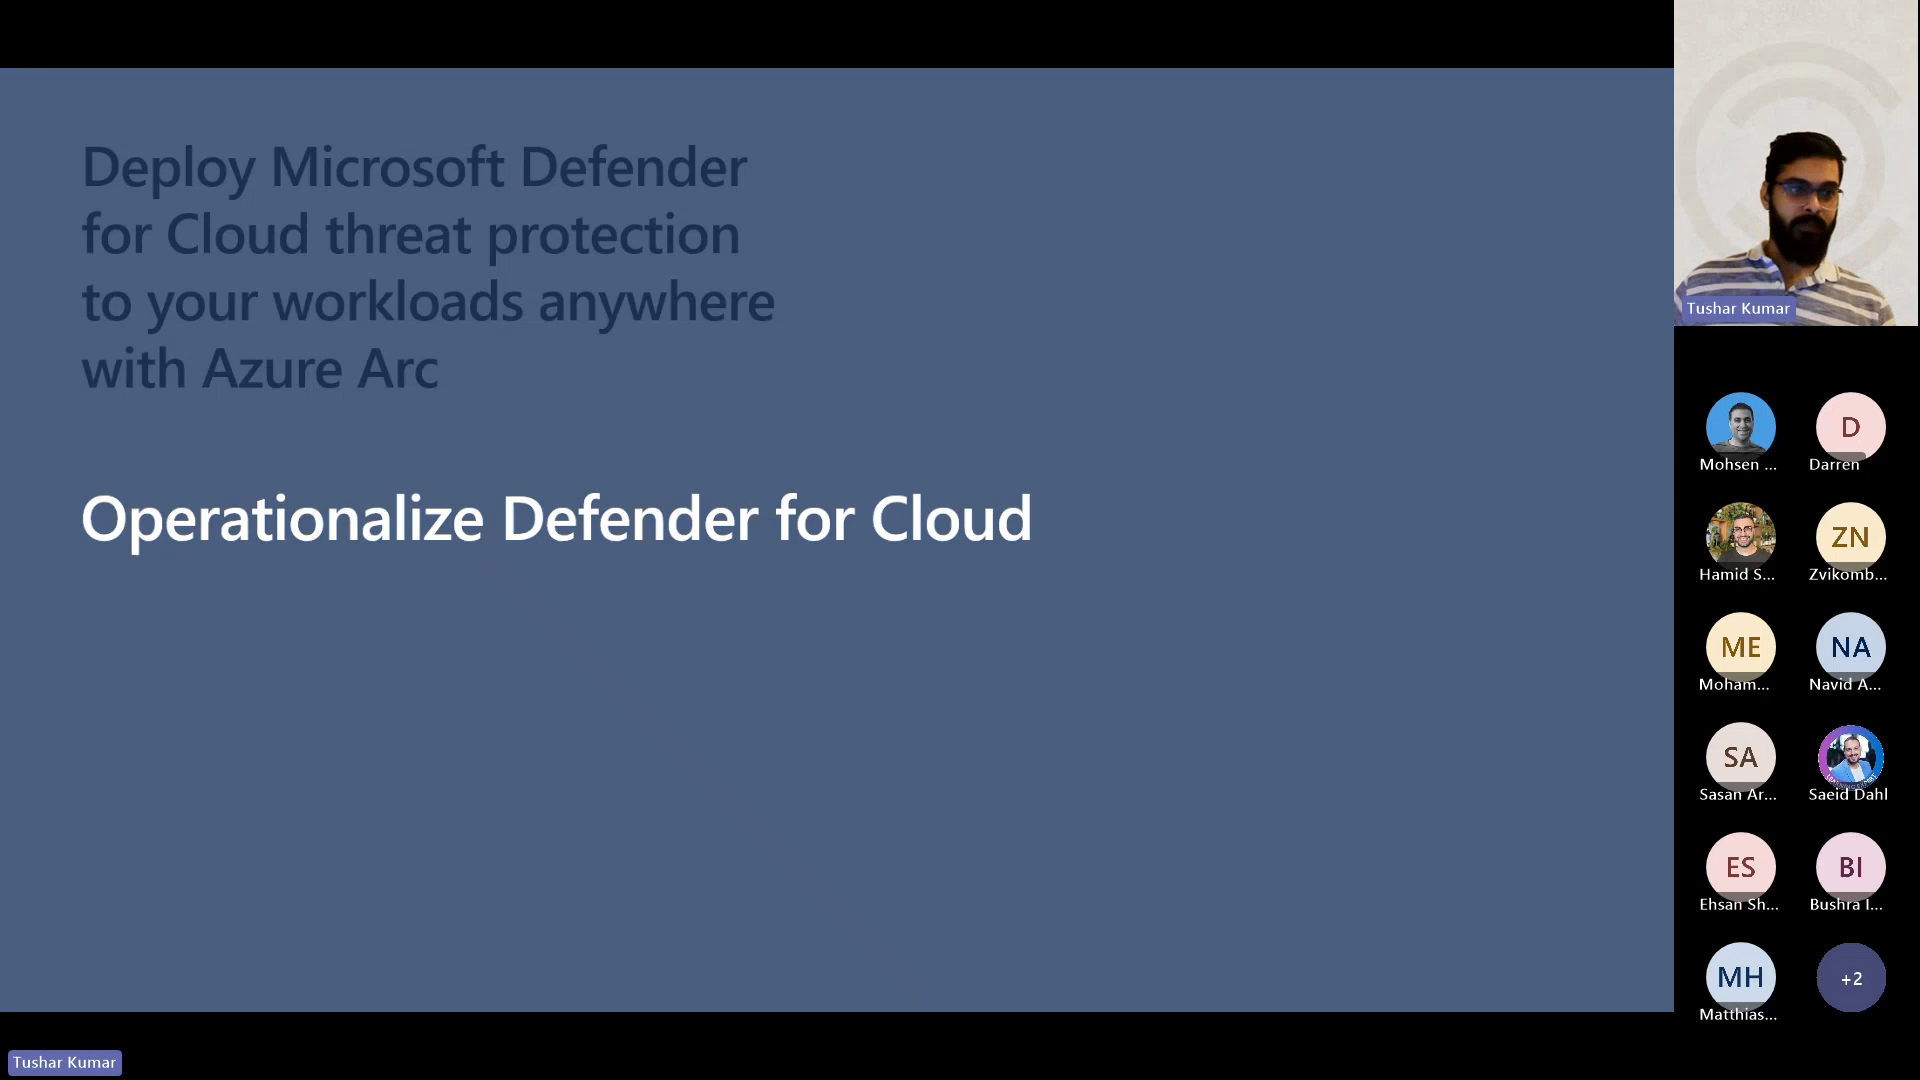 Deploy Microsoft Defender
for Cloud threat protection
to your workloads anywhere
with Azure Arc
Operationalize Defender for Cloud
Tushar Kumar
Mohsen ...
D
Darren
Hamid S...
ZN
Zvikomb...
ME
Moham...
NA
Navid A...
SA
Sasan Ar...
Saeid Dahl
ES
Ehsan Sh...
BI
Bushra I...
MH
Matthias...
+2
Tushar Kumar